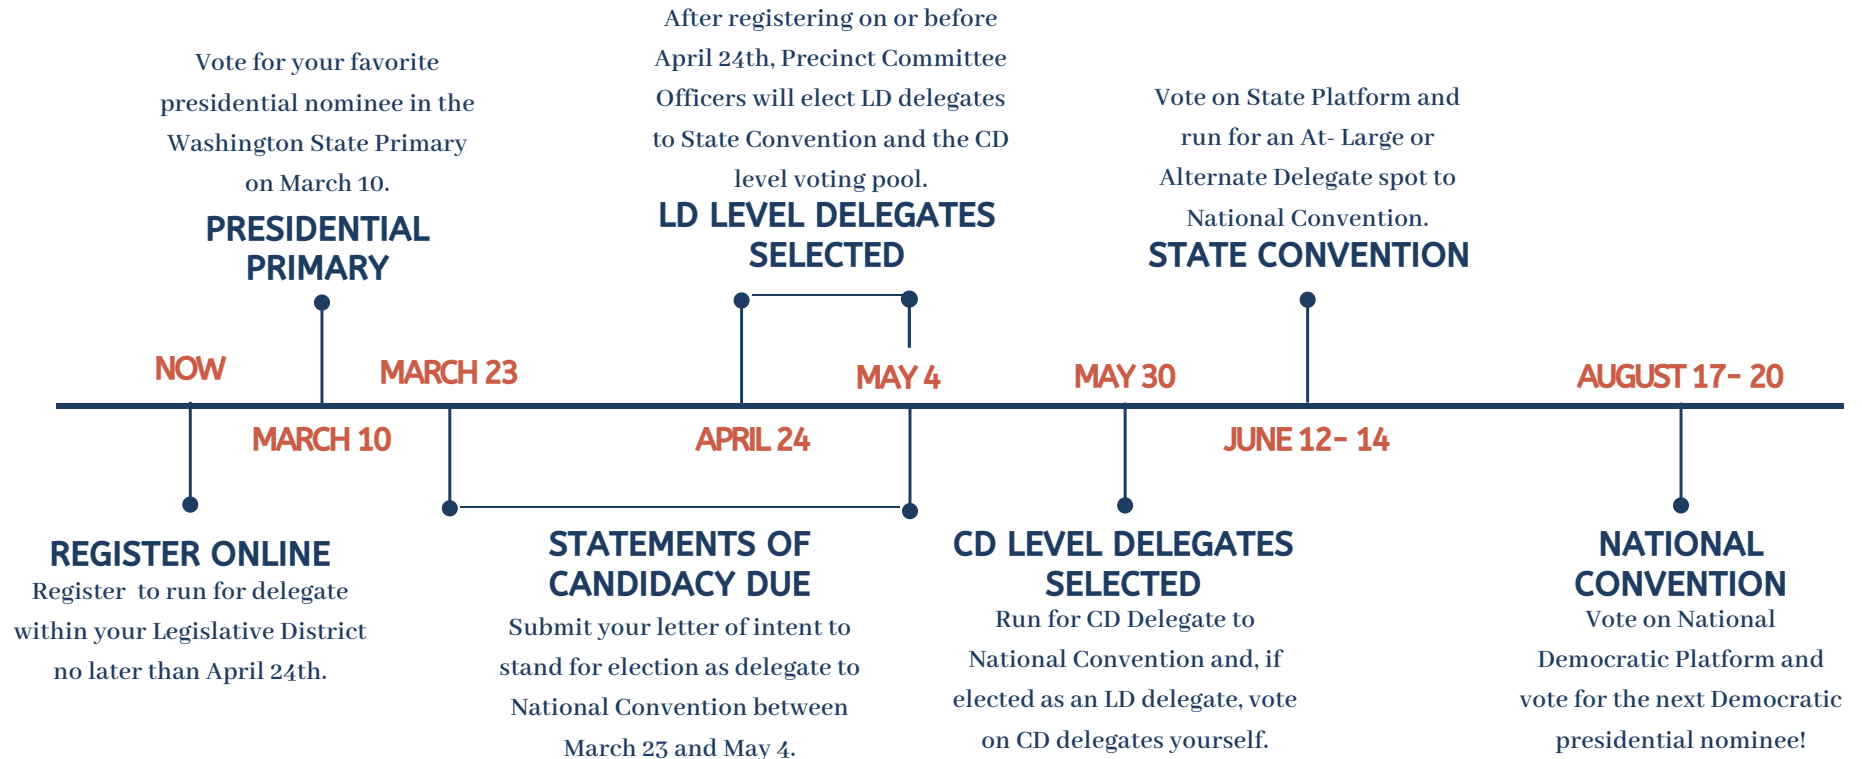 Vote for your favorite
presidential nominee in the
Washington State Primary
on March 10.
PRESIDENTIAL
PRIMARY
After registering on or before
April 24th, Precinct Committee
Officers will elect LD delegates
to State Convention and the CD
level voting pool.
LD LEVEL DELEGATES
SELECTED
Vote on State Platform and
run for an At- Large or
Alternate Delegate spot to
National Convention.
STATE CONVENTION
NOW
MARCH 23
MAY 4
MAY 30
AUGUST 17- 20
MARCH 10
APRIL 24
JUNE 12- 14
REGISTER ONLINE
Register  to run for delegate
within your Legislative District
no later than April 24th.
STATEMENTS OF
CANDIDACY DUE
Submit your letter of intent to
stand for election as delegate to
National Convention between
March 23 and May 4.
CD LEVEL DELEGATES
SELECTED
Run for CD Delegate to
National Convention and, if
elected as an LD delegate, vote
on CD delegates yourself.
NATIONAL
CONVENTION
Vote on National
Democratic Platform and
vote for the next Democratic
presidential nominee!